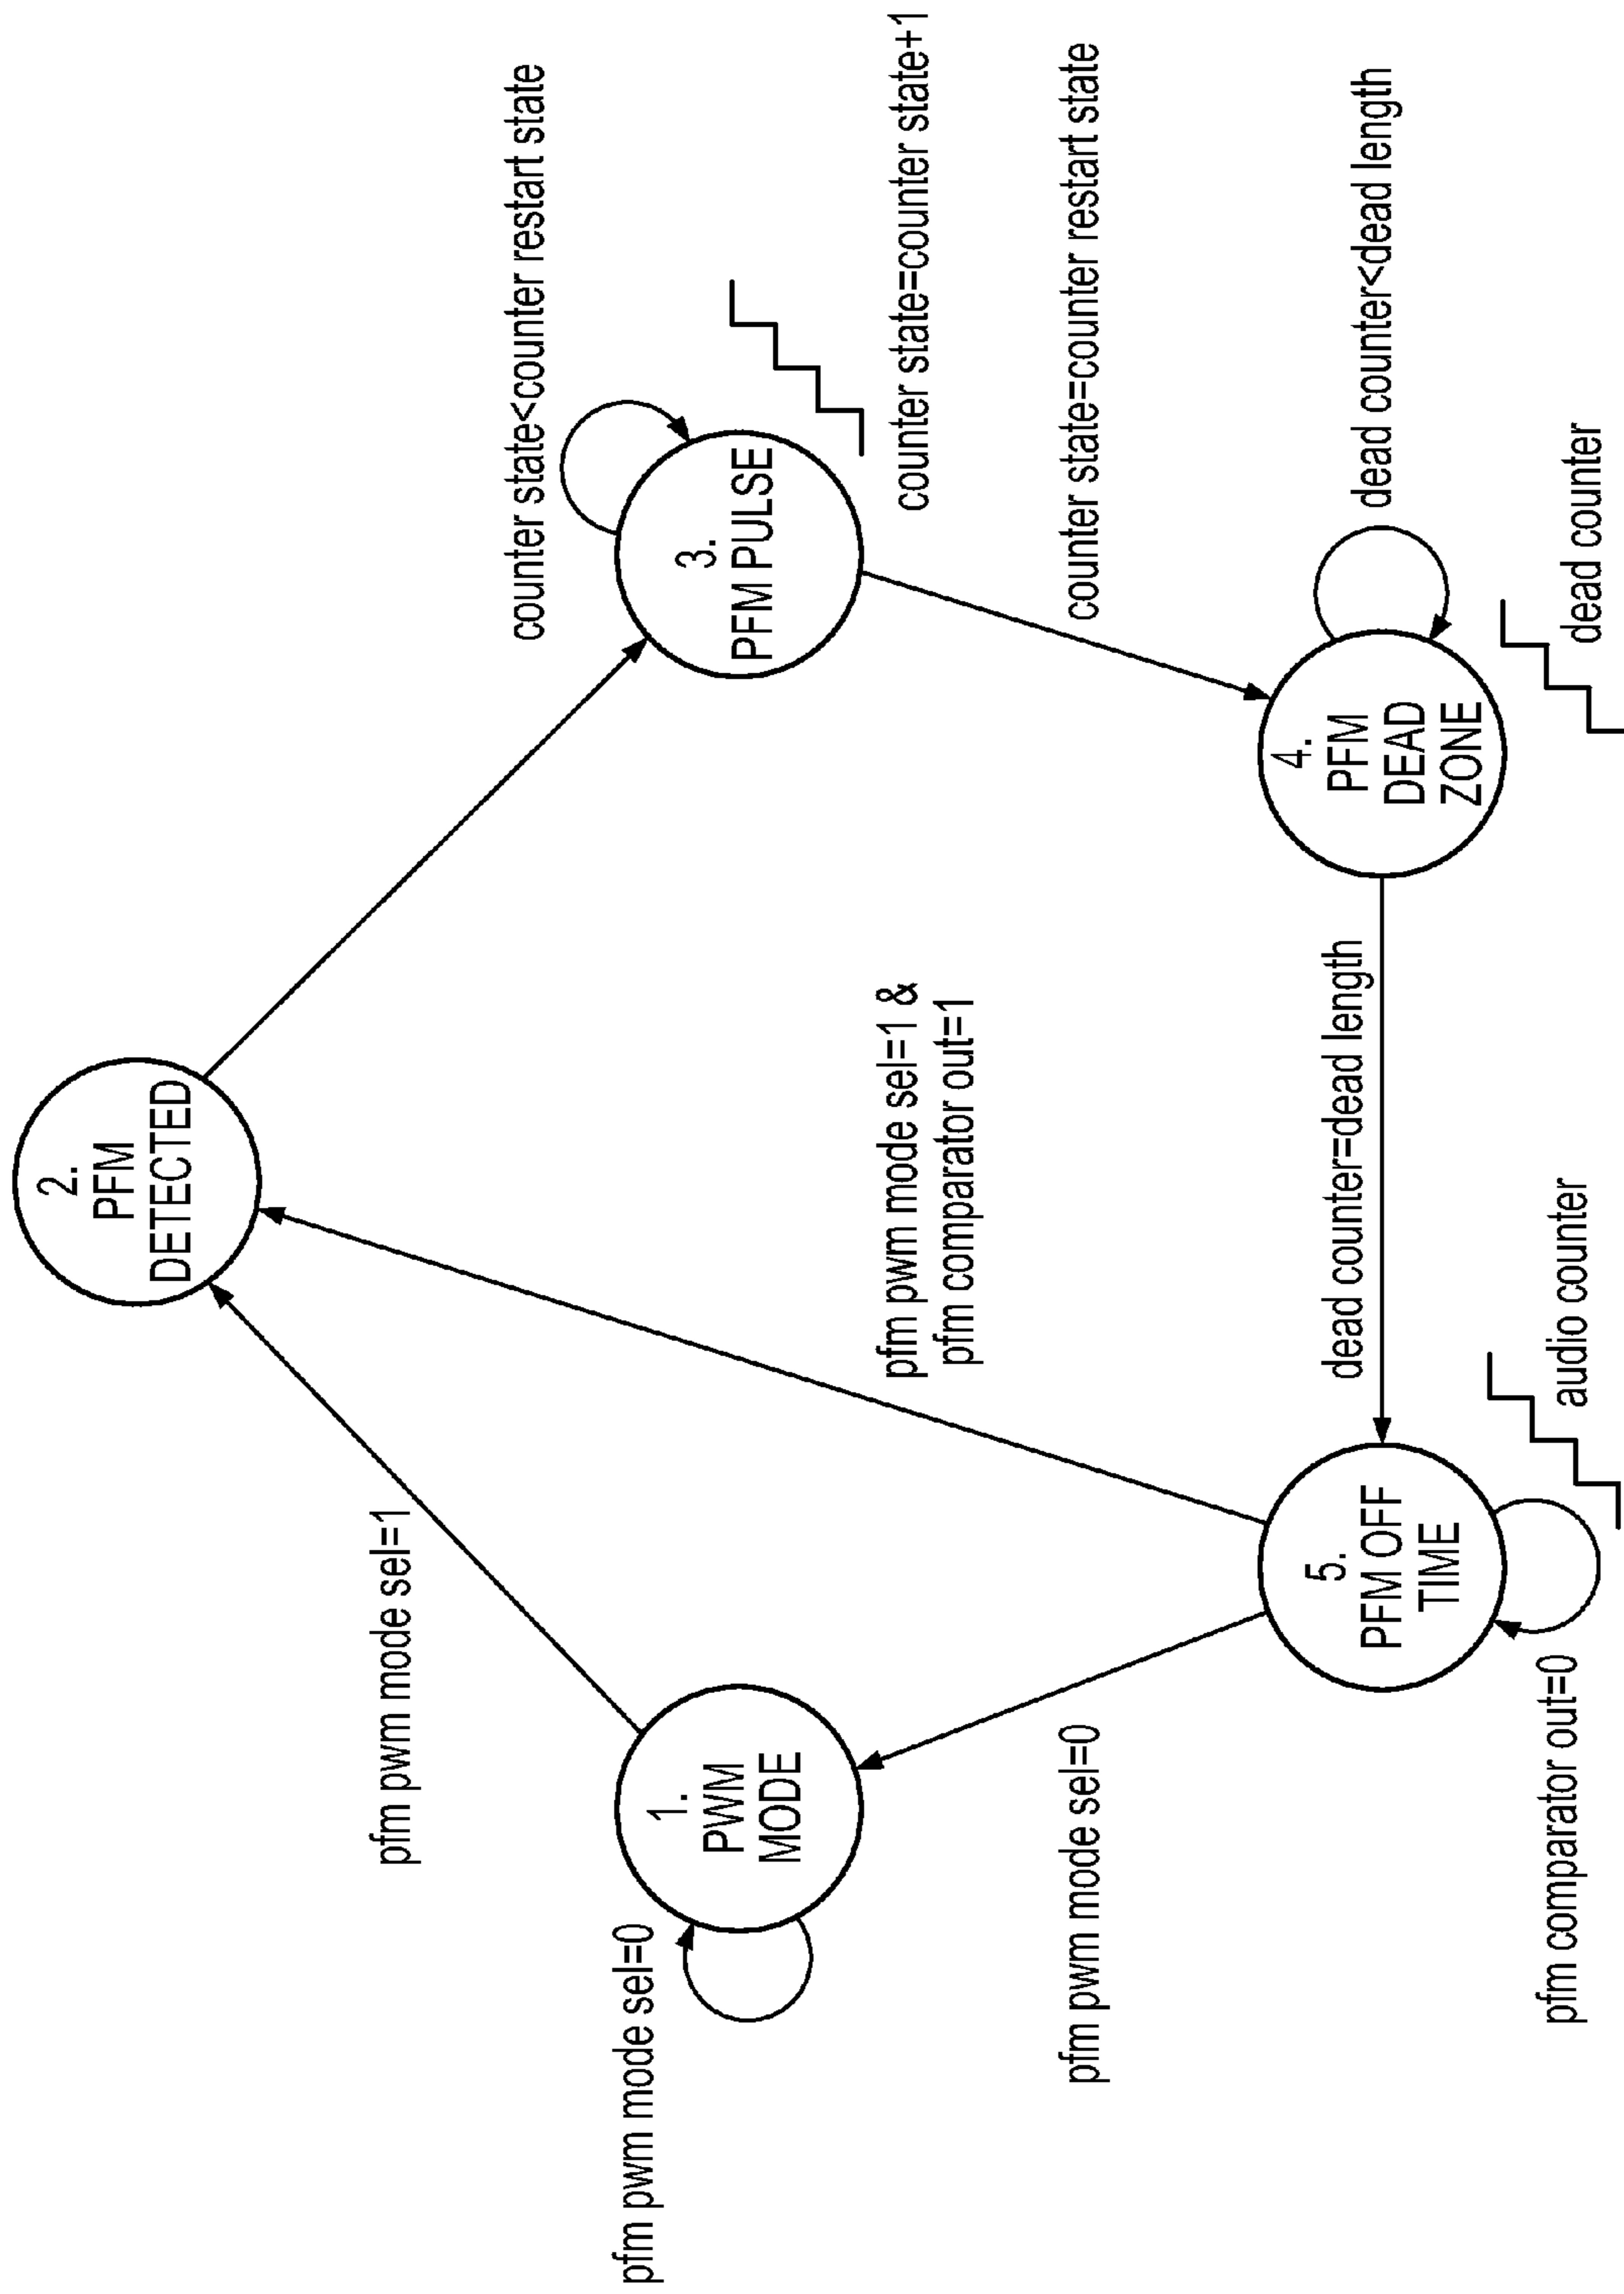 2.
PFM
DETECTED
pfm pwm mode sel=1
counter state<counter restart state
pfm pwm mode sel=0
1.
PWM
MODE
3.
PFM PULSE
counter state=counter state+1
pfm pwm mode sel=1 &
pfm comparator out=1
pfm pwm mode sel=0
counter state=counter restart state
5.
PFM OFF
TIME
dead counter=dead length
4.
PFM
DEAD
ZONE
dead counter<dead length
pfm comparator out=0
audio counter
dead counter